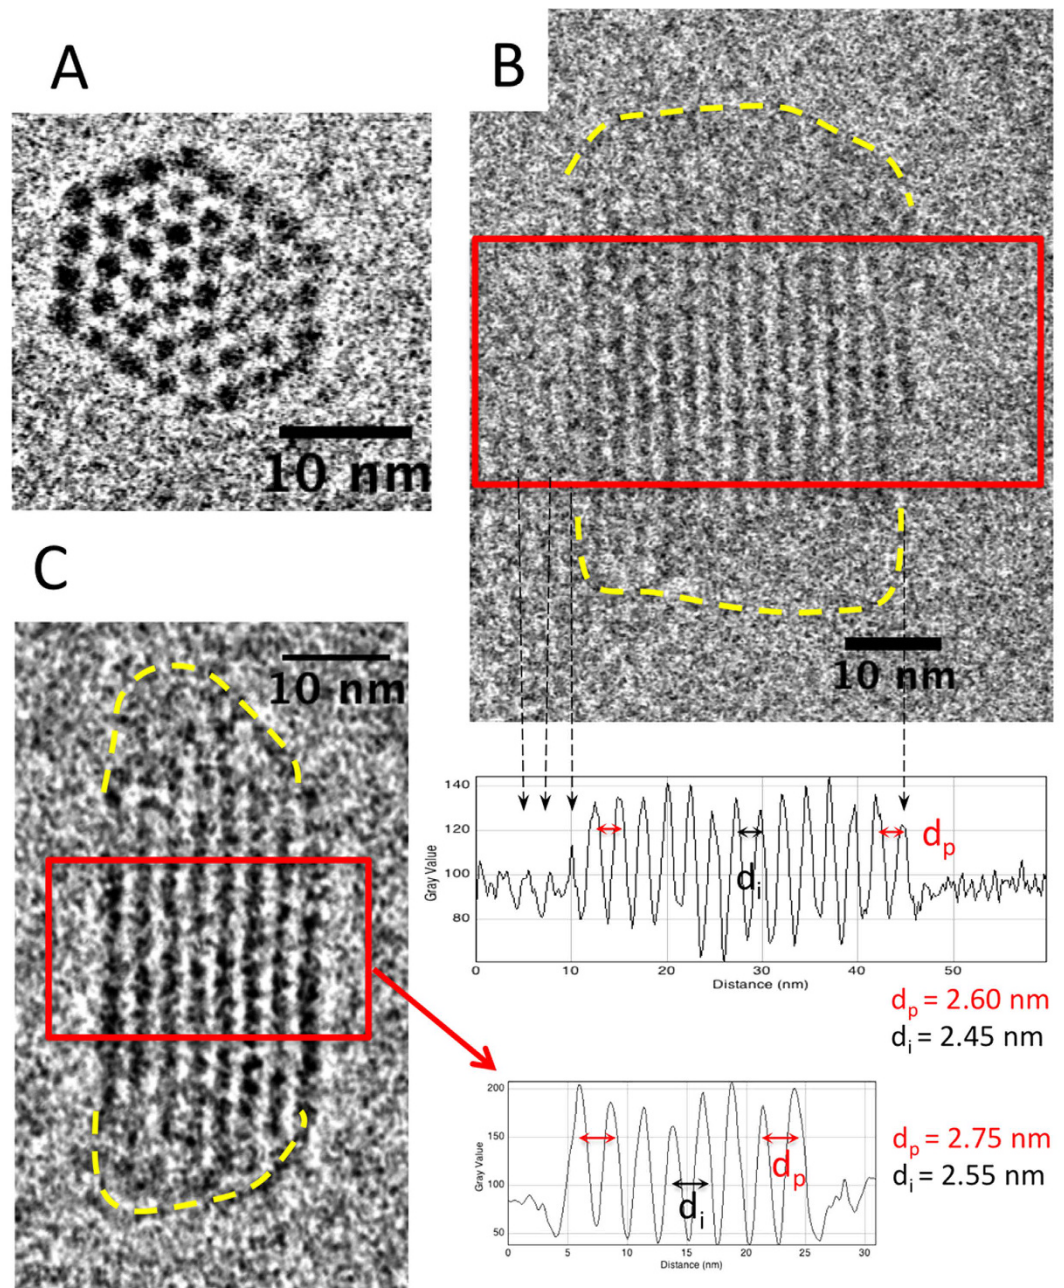 A
B
10 nm
C
10 nm
10 nm
140
120
100
80
Gray Value
dp
di
0
10
20
30
40
50
Distance (nm)
dp = 2.60 nm
di = 2.45 nm
200
150
100
50
Gray Value
dp
di
0
5
10
15
20
25
30
Distance (nm)
dp = 2.75 nm
di = 2.55 nm